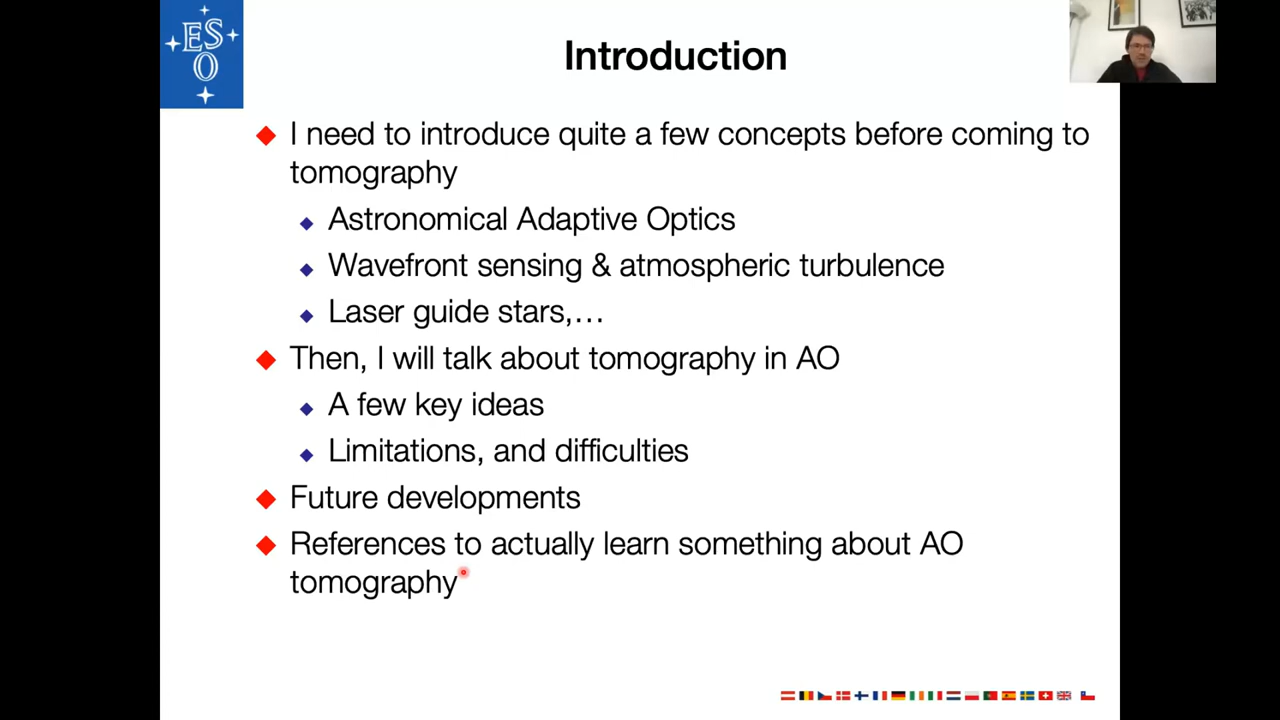 ES
O
Introduction
I need to introduce quite a few concepts before coming to
tomography
Astronomical Adaptive Optics
Wavefront sensing & atmospheric turbulence
Laser guide stars,…
Then, I will talk about tomography in AO
A few key ideas
Limitations, and difficulties
Future developments
References to actually learn something about AO
tomography